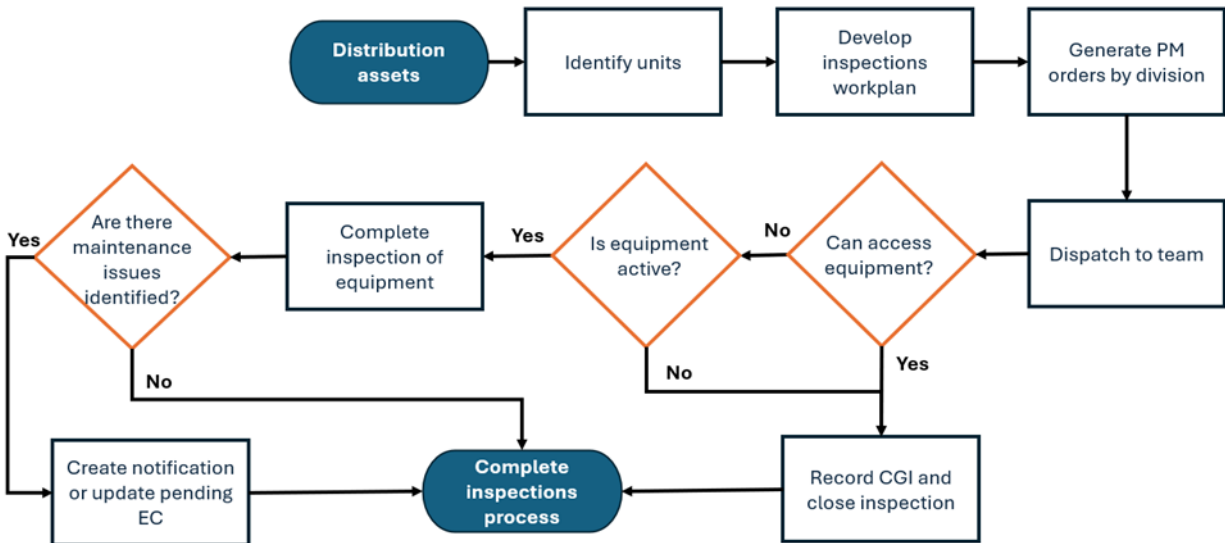 Distribution
assets
Identify units
Develop
inspections
workplan
Generate PM
orders by division
Dispatch to team
Can access
equipment?
No
Yes
Is equipment
active?
Yes
No
Complete
inspection of
equipment
Are there
maintenance
issues
identified?
Yes
No
Create notification
or update pending
EC
Complete
inspections
process
Record CGI and
close inspection